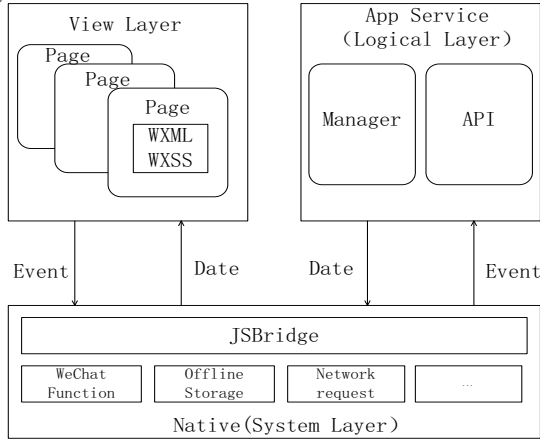 View Layer
Page
Page
Page
WXML
WXSS
App Service
(Logical Layer)
Manager
API
Event
Date
Date
Event
JSBridge
WeChat
Function
Offline
Storage
Network
request
...
Native(System Layer)